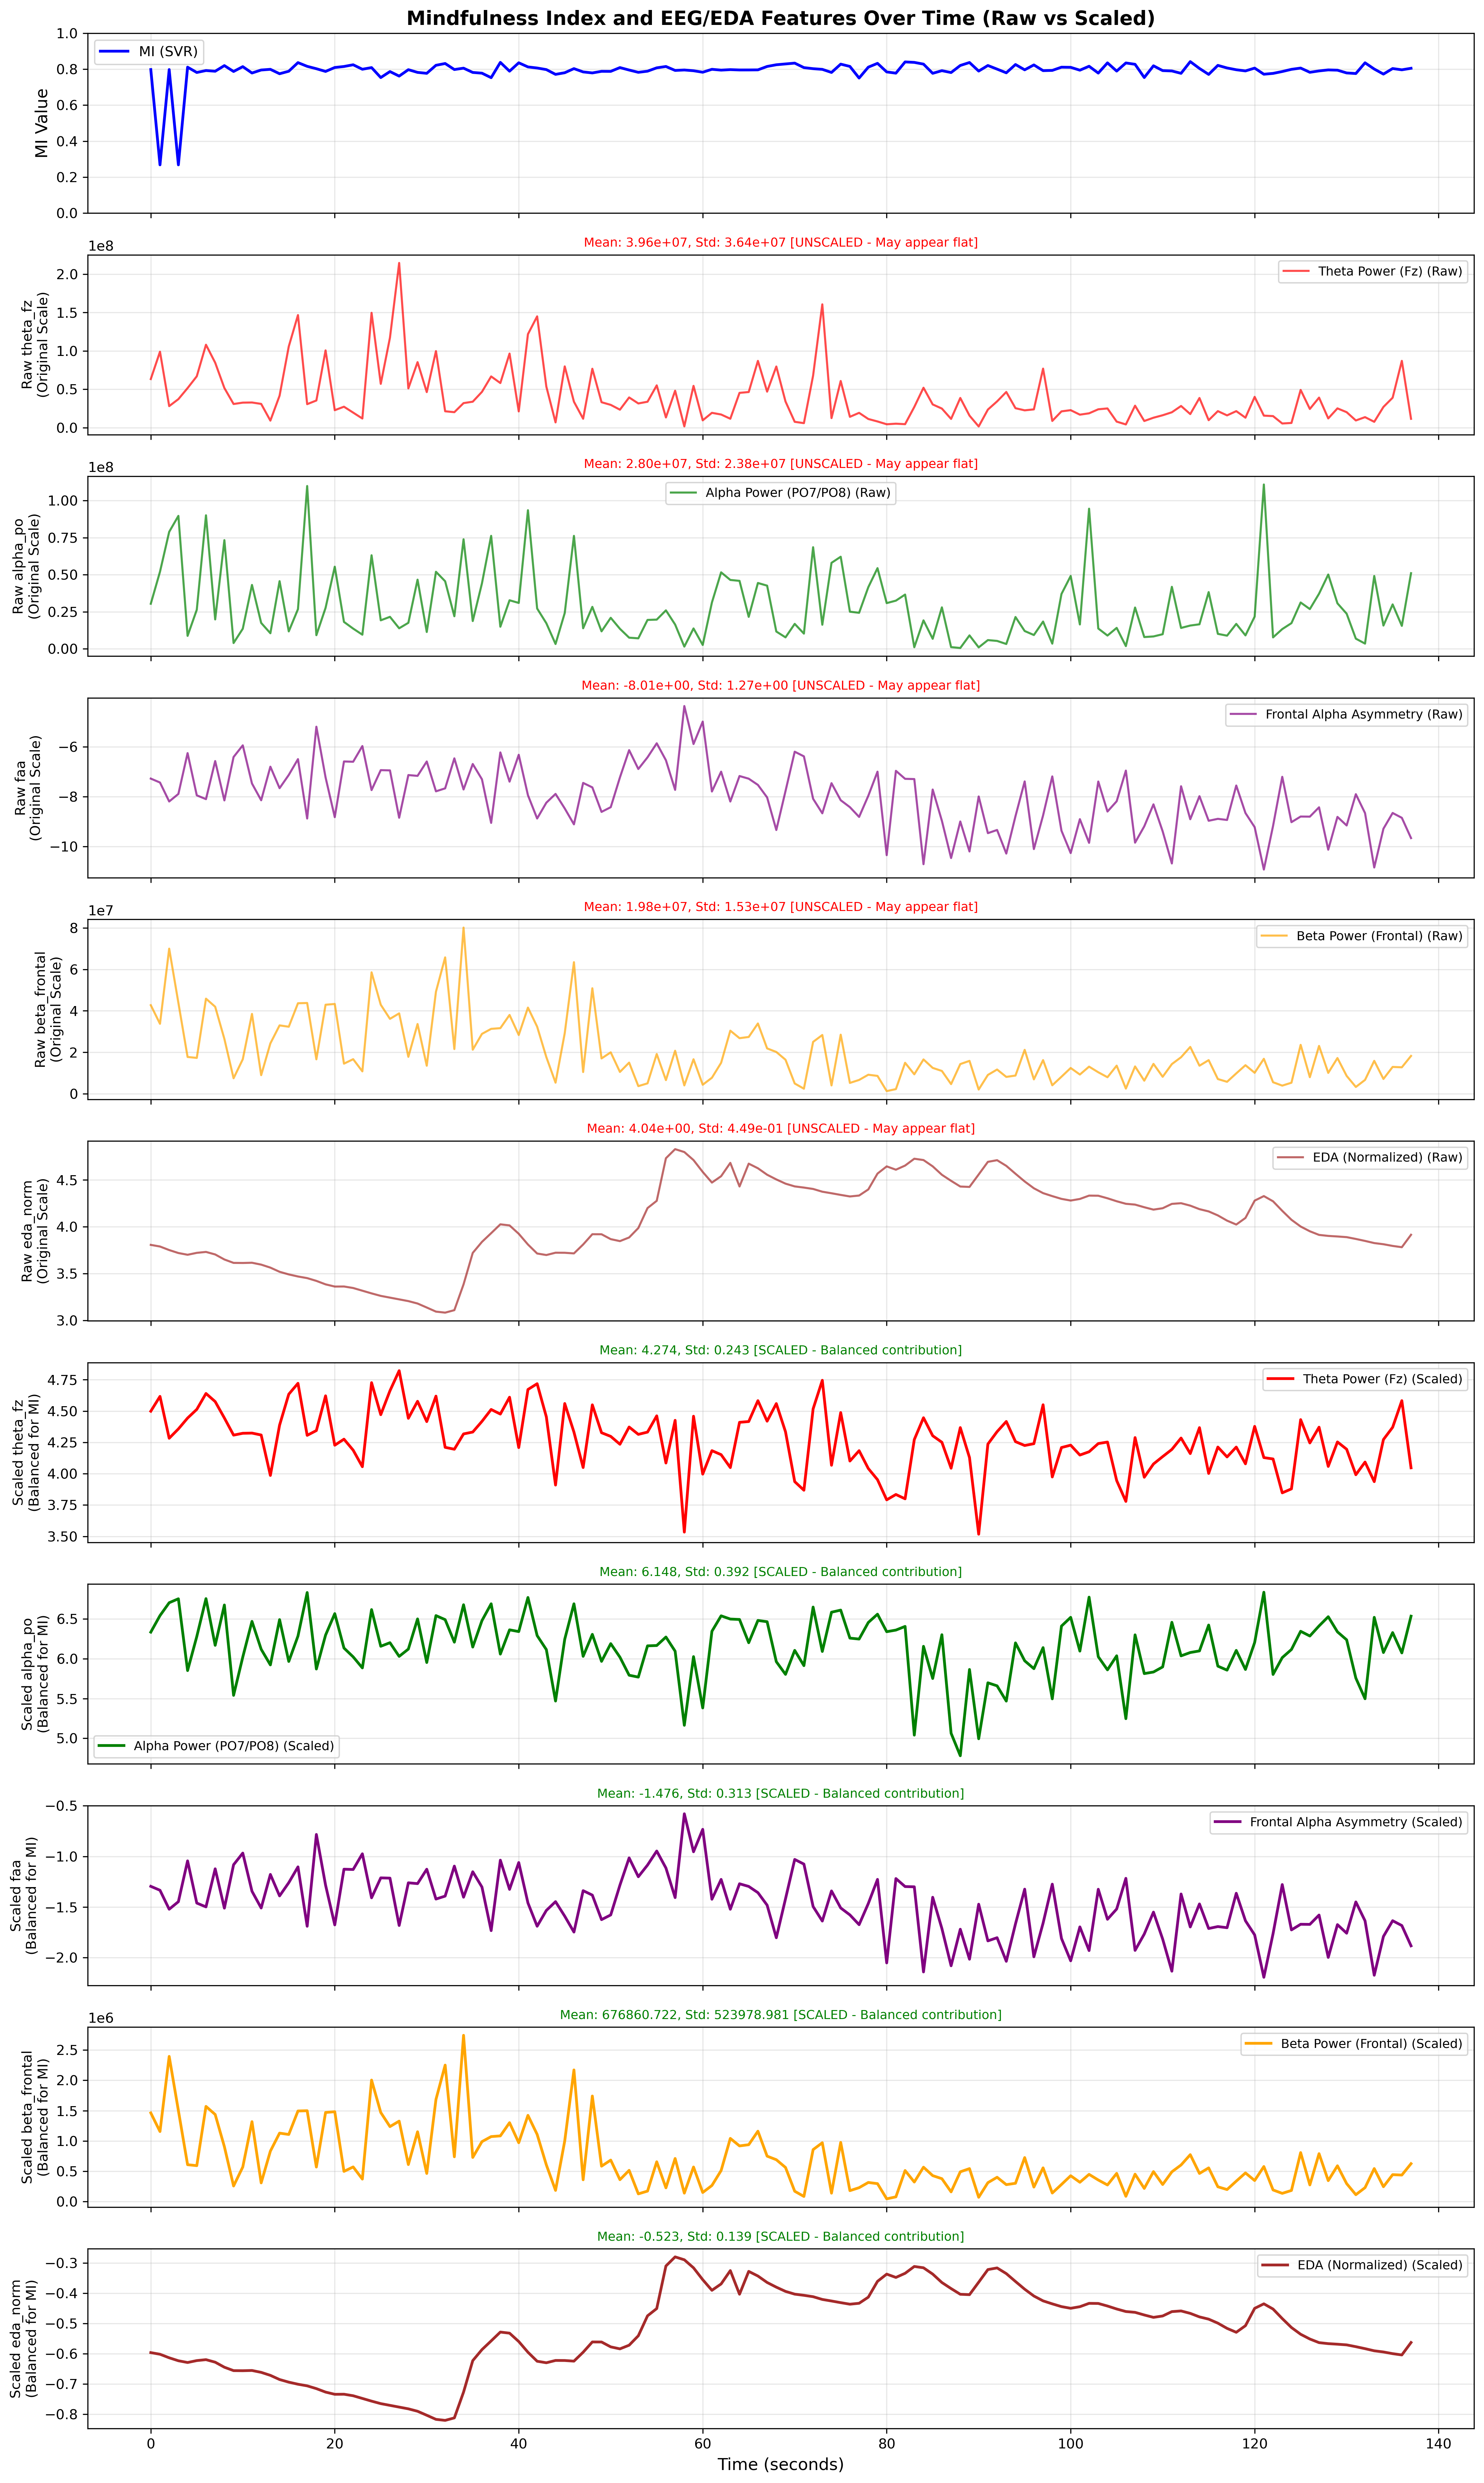 Mindfulness Index and EEG/EDA Features Over Time (Raw vs Scaled)
MI (SVR)
MI Value
1.0
0.8
0.6
0.4
0.2
0.0
1e8
Mean: 3.96e+07, Std: 3.64e+07 [UNSCALED - May appear flat]
Theta Power (Fz) (Raw)
Raw theta_fz
(Original Scale)
2.0
1.5
1.0
0.5
0.0
1e8
Mean: 2.80e+07, Std: 2.38e+07 [UNSCALED - May appear flat]
Alpha Power (PO7/PO8) (Raw)
Raw alpha_po
(Original Scale)
1.00
0.75
0.50
0.25
0.00
Mean: -8.01e+00, Std: 1.27e+00 [UNSCALED - May appear flat]
Frontal Alpha Asymmetry (Raw)
Raw faa
(Original Scale)
−6
−8
−10
1e7
Mean: 1.98e+07, Std: 1.53e+07 [UNSCALED - May appear flat]
Beta Power (Frontal) (Raw)
Raw beta_frontal
(Original Scale)
8
6
4
2
0
Mean: 4.04e+00, Std: 4.49e-01 [UNSCALED - May appear flat]
EDA (Normalized) (Raw)
Raw eda_norm
(Original Scale)
4.5
4.0
3.5
3.0
Mean: 4.274, Std: 0.243 [SCALED - Balanced contribution]
Theta Power (Fz) (Scaled)
Scaled theta_fz
(Balanced for MI)
4.75
4.50
4.25
4.00
3.75
3.50
Mean: 6.148, Std: 0.392 [SCALED - Balanced contribution]
Alpha Power (PO7/PO8) (Scaled)
Scaled alpha_po
(Balanced for MI)
6.5
6.0
5.5
5.0
Mean: -1.476, Std: 0.313 [SCALED - Balanced contribution]
Frontal Alpha Asymmetry (Scaled)
Scaled faa
(Balanced for MI)
−0.5
−1.0
−1.5
−2.0
1e6
Mean: 676860.722, Std: 523978.981 [SCALED - Balanced contribution]
Beta Power (Frontal) (Scaled)
Scaled beta_frontal
(Balanced for MI)
2.5
2.0
1.5
1.0
0.5
0.0
Mean: -0.523, Std: 0.139 [SCALED - Balanced contribution]
EDA (Normalized) (Scaled)
Scaled eda_norm
(Balanced for MI)
−0.3
−0.4
−0.5
−0.6
−0.7
−0.8
0 20 40 60 80 100 120 140
Time (seconds)